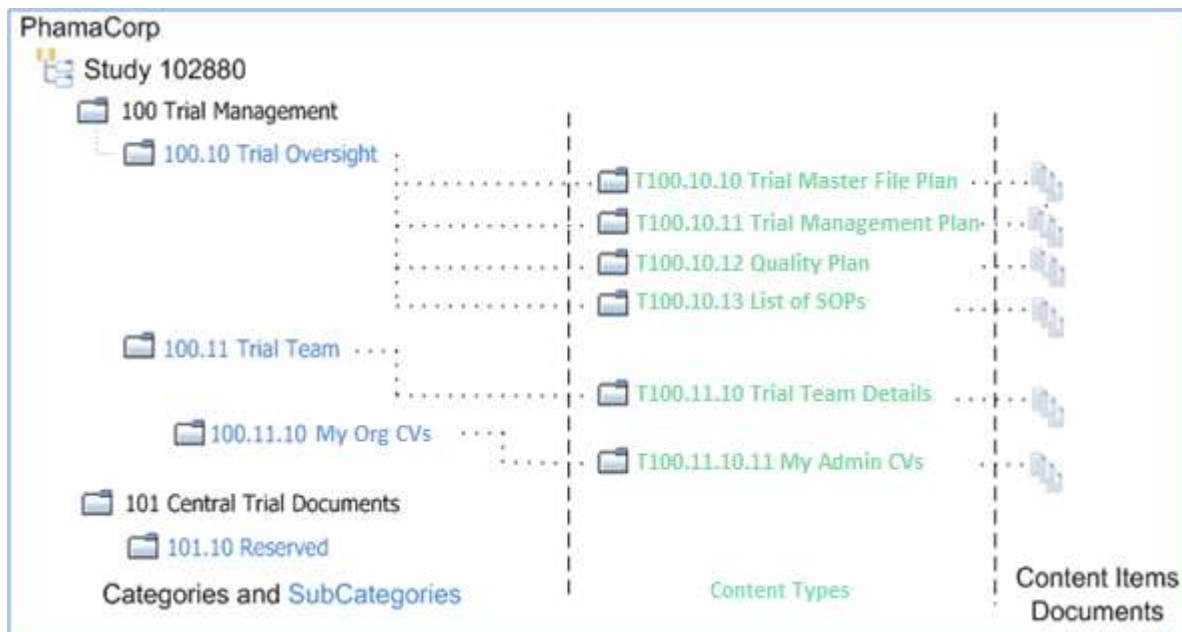 PhamaCorp
Study 102880
100 Trial Management
100.10 Trial Oversight
T100.10.10 Trial Master File Plan
T100.10.11 Trial Management Plan
T100.10.12 Quality Plan
T100.10.13 List of SOPs
100.11 Trial Team
T100.11.10 Trial Team Details
100.11.10 My Org CVs
T100.11.10.11 My Admin CVs
101 Central Trial Documents
101.10 Reserved
Categories and SubCategories
Content Types
Content Items
Documents